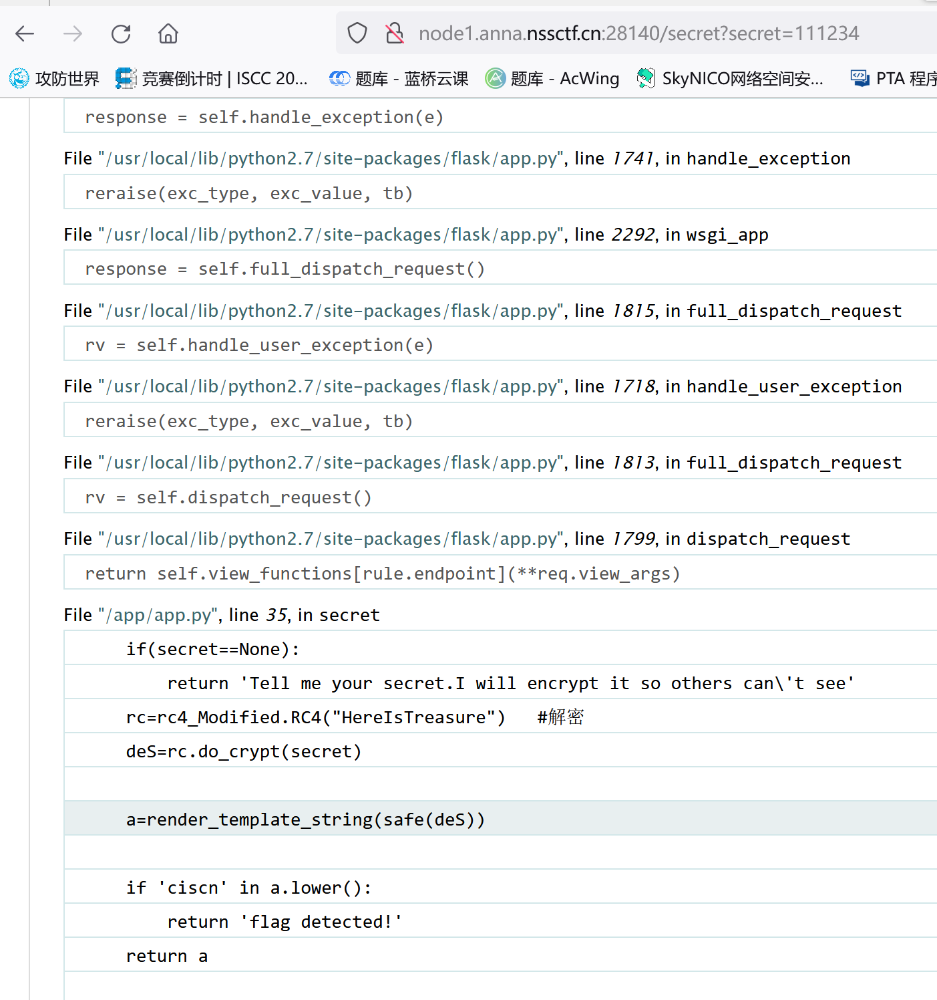 node1.anna.nssctf.cn:28140/secret?secret=111234
攻防世界 竞赛倒计时 | ISCC 20... 题库 - 蓝桥云课 题库 - AcWing SkyNICO网络空间安... PTA 程序
response = self.handle_exception(e)
File "/usr/local/lib/python2.7/site-packages/flask/app.py", line 1741, in handle_exception
reraise(exc_type, exc_value, tb)
File "/usr/local/lib/python2.7/site-packages/flask/app.py", line 2292, in wsgi_app
response = self.full_dispatch_request()
File "/usr/local/lib/python2.7/site-packages/flask/app.py", line 1815, in full_dispatch_request
rv = self.handle_user_exception(e)
File "/usr/local/lib/python2.7/site-packages/flask/app.py", line 1718, in handle_user_exception
reraise(exc_type, exc_value, tb)
File "/usr/local/lib/python2.7/site-packages/flask/app.py", line 1813, in full_dispatch_request
rv = self.dispatch_request()
File "/usr/local/lib/python2.7/site-packages/flask/app.py", line 1799, in dispatch_request
return self.view_functions[rule.endpoint](**req.view_args)
File "/app/app.py", line 35, in secret
if(secret==None):
return 'Tell me your secret.I will encrypt it so others can\'t see'
rc=rc4_Modified.RC4("HereIsTreasure") #解密
deS=rc.do_crypt(secret)
a=render_template_string(safe(deS))
if 'ciscn' in a.lower():
return 'flag detected!'
return a